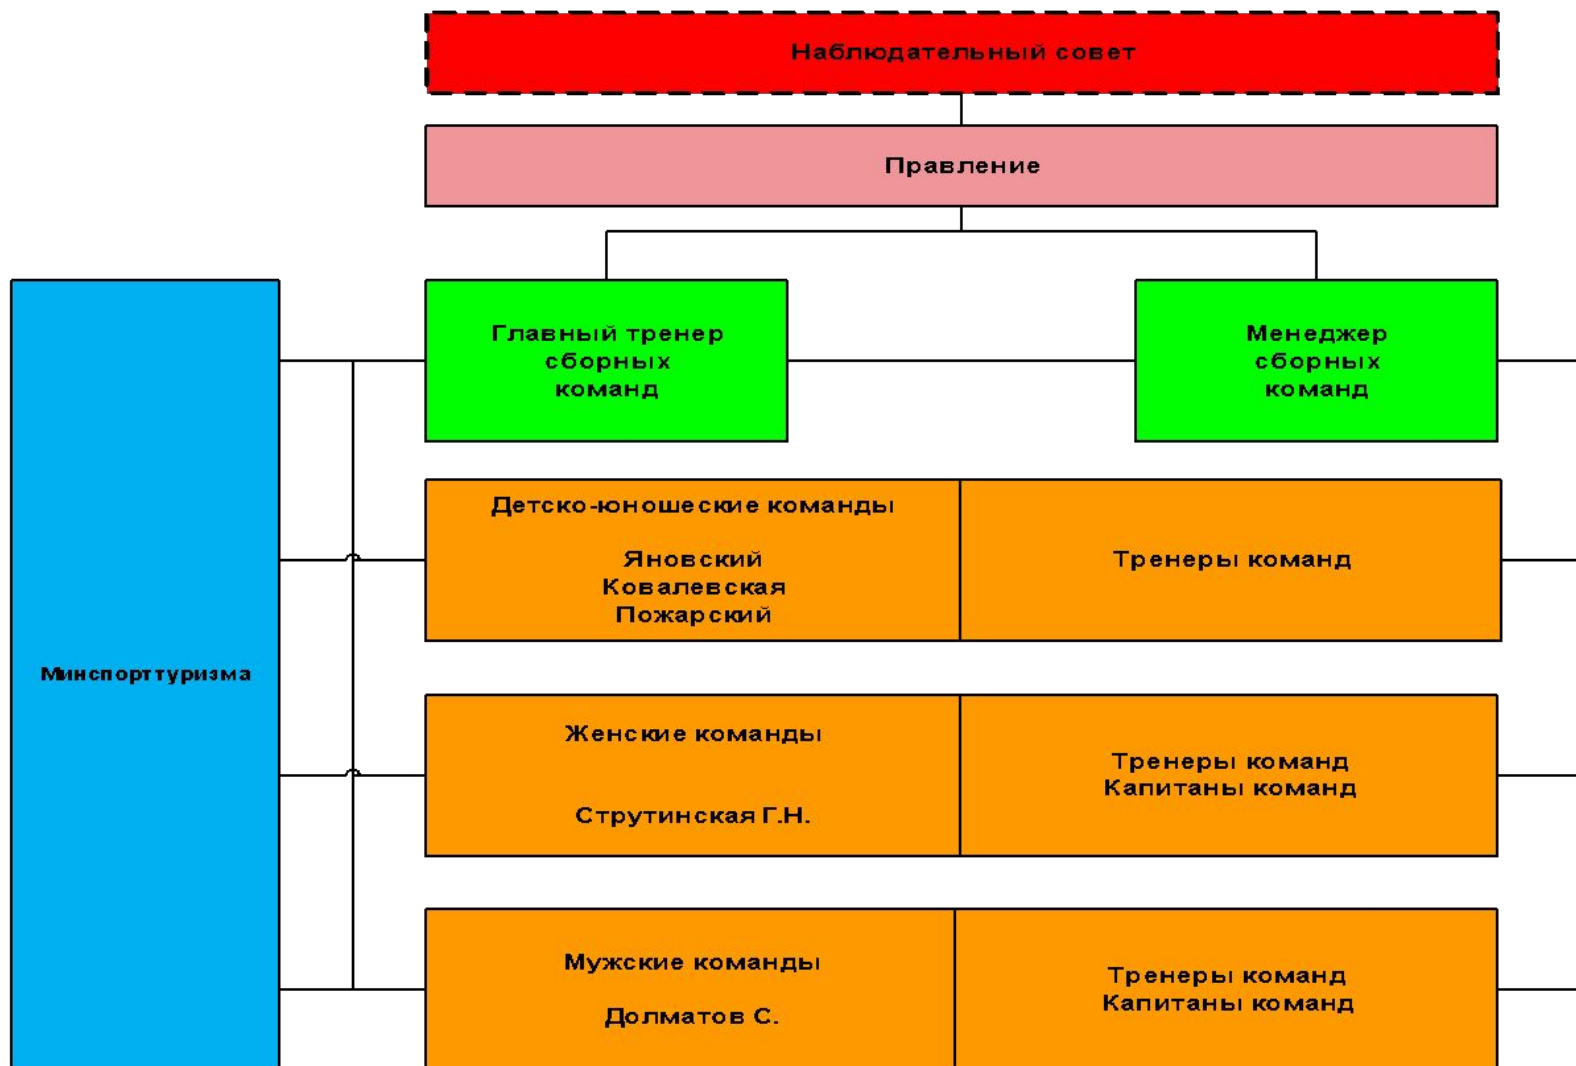 Наблюдательный совет
Правление
Главный тренер
сборных
команд
Менеджер
сборных
команд
Минспорттуризма
Детско-юношеские команды
Яновский
Ковалевская
Пожарский
Тренеры команд
Женские команды
Струтинская Г.Н.
Тренеры команд
Капитаны команд
Мужские команды
Долматов С.
Тренеры команд
Капитаны команд